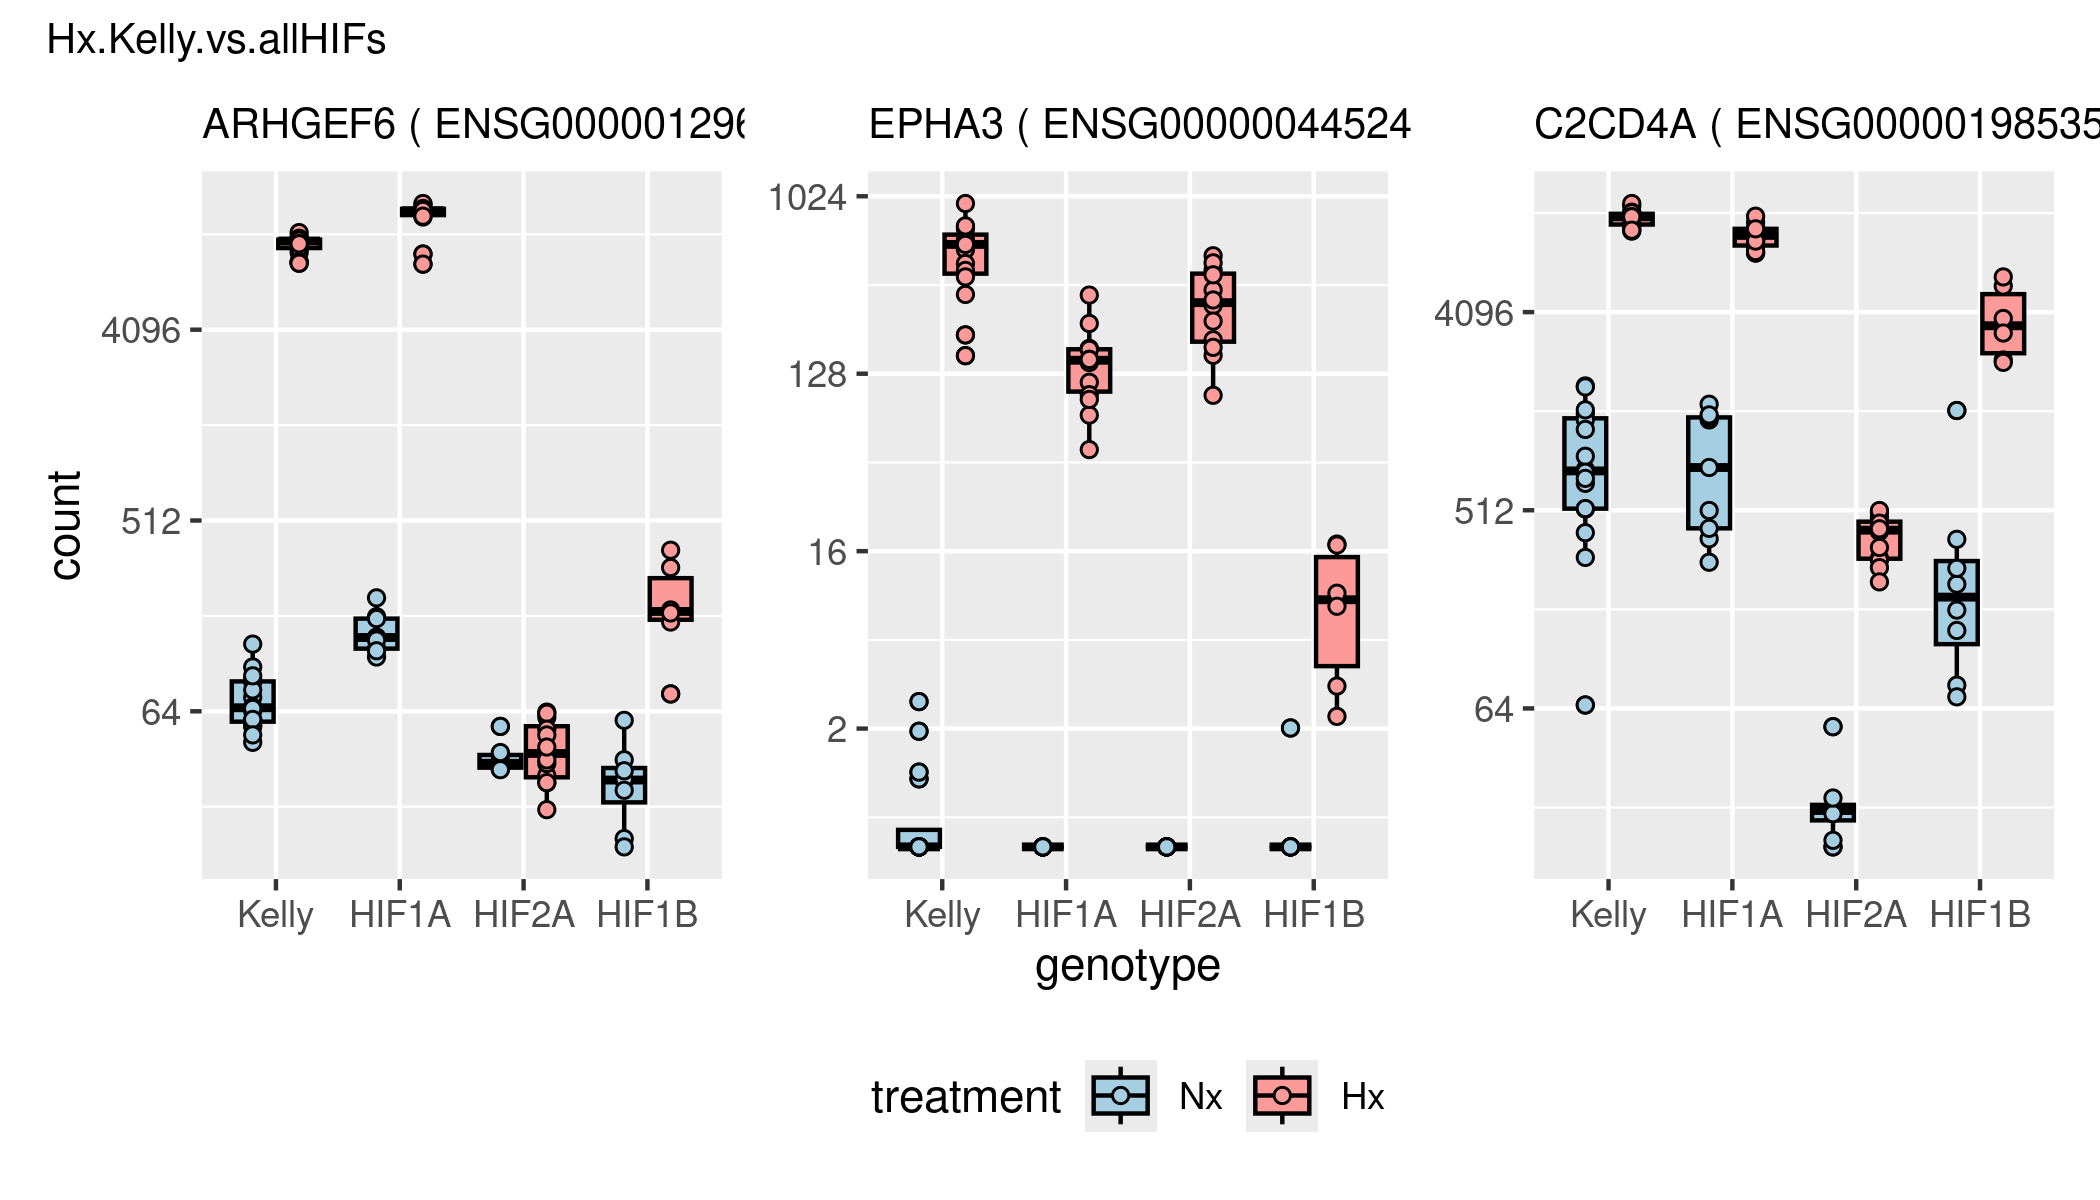 Hx.Kelly.vs.allHIFs
ARHGEF6 ( ENSG00000129
EPHA3 ( ENSG00000044524
C2CD4A ( ENSG00000198535
count
4096
512
64
1024
128
16
2
4096
512
64
Kelly HIF1A HIF2A HIF1B
Kelly HIF1A HIF2A HIF1B
Kelly HIF1A HIF2A HIF1B
genotype
treatment Nx Hx